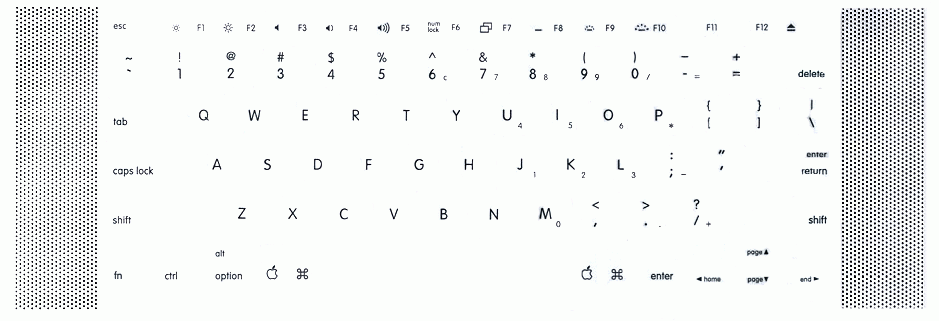 esc F1 F2 F3 F4 F5 num lock F6 F7 F8 F9 F10 F11 F12
~ ! @ # $ % ^ & * ( ) – +
` 1 2 3 4 5 6 c 7 7 8 8 9 9 0 / - = = delete
tab Q W E R T Y U 4 I 5 O 6 P * { [ } ] | \
caps lock A S D F G H J 1 K 2 L 3 : ; – " ' enter return
shift Z X C V B N M 0 < , > . . ? / + shift
fn ctrl alt option ⌘ ⌘ enter ◄ home page▲ page▼ end ►